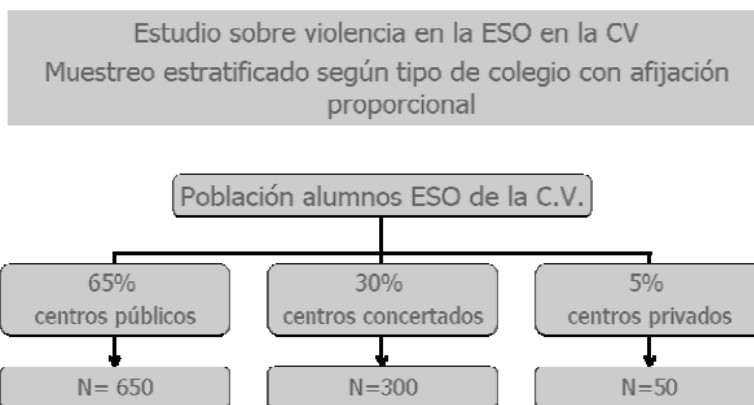 Estudio sobre violencia en la ESO en la CV
Muestreo estratificado según tipo de colegio con afijación
proporcional
Población alumnos ESO de la C.V.
65%
centros públicos
30%
centros concertados
5%
centros privados
N= 650
N=300
N=50